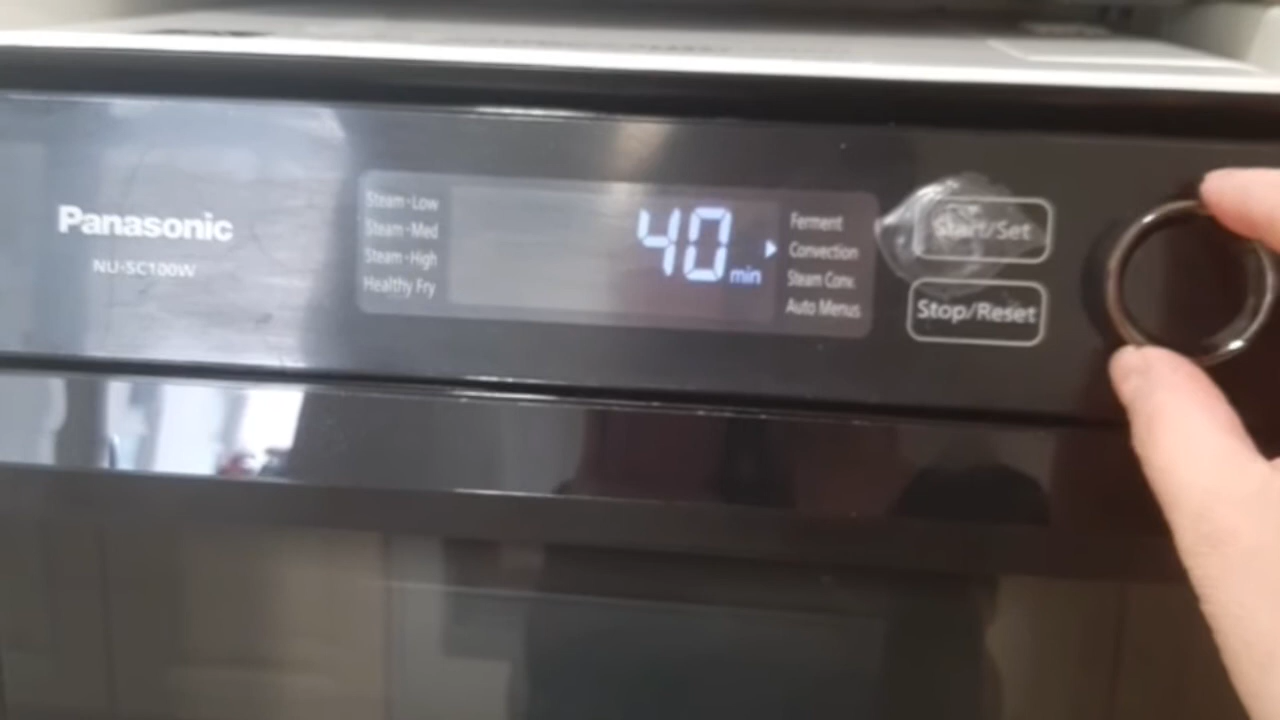 Panasonic
NU-SC100W
Steam-Low
Steam-Med
Steam-High
Healthy Fry
40 min
Ferment
Convection
Steam Conv.
Auto Menus
Start/Set
Stop/Reset